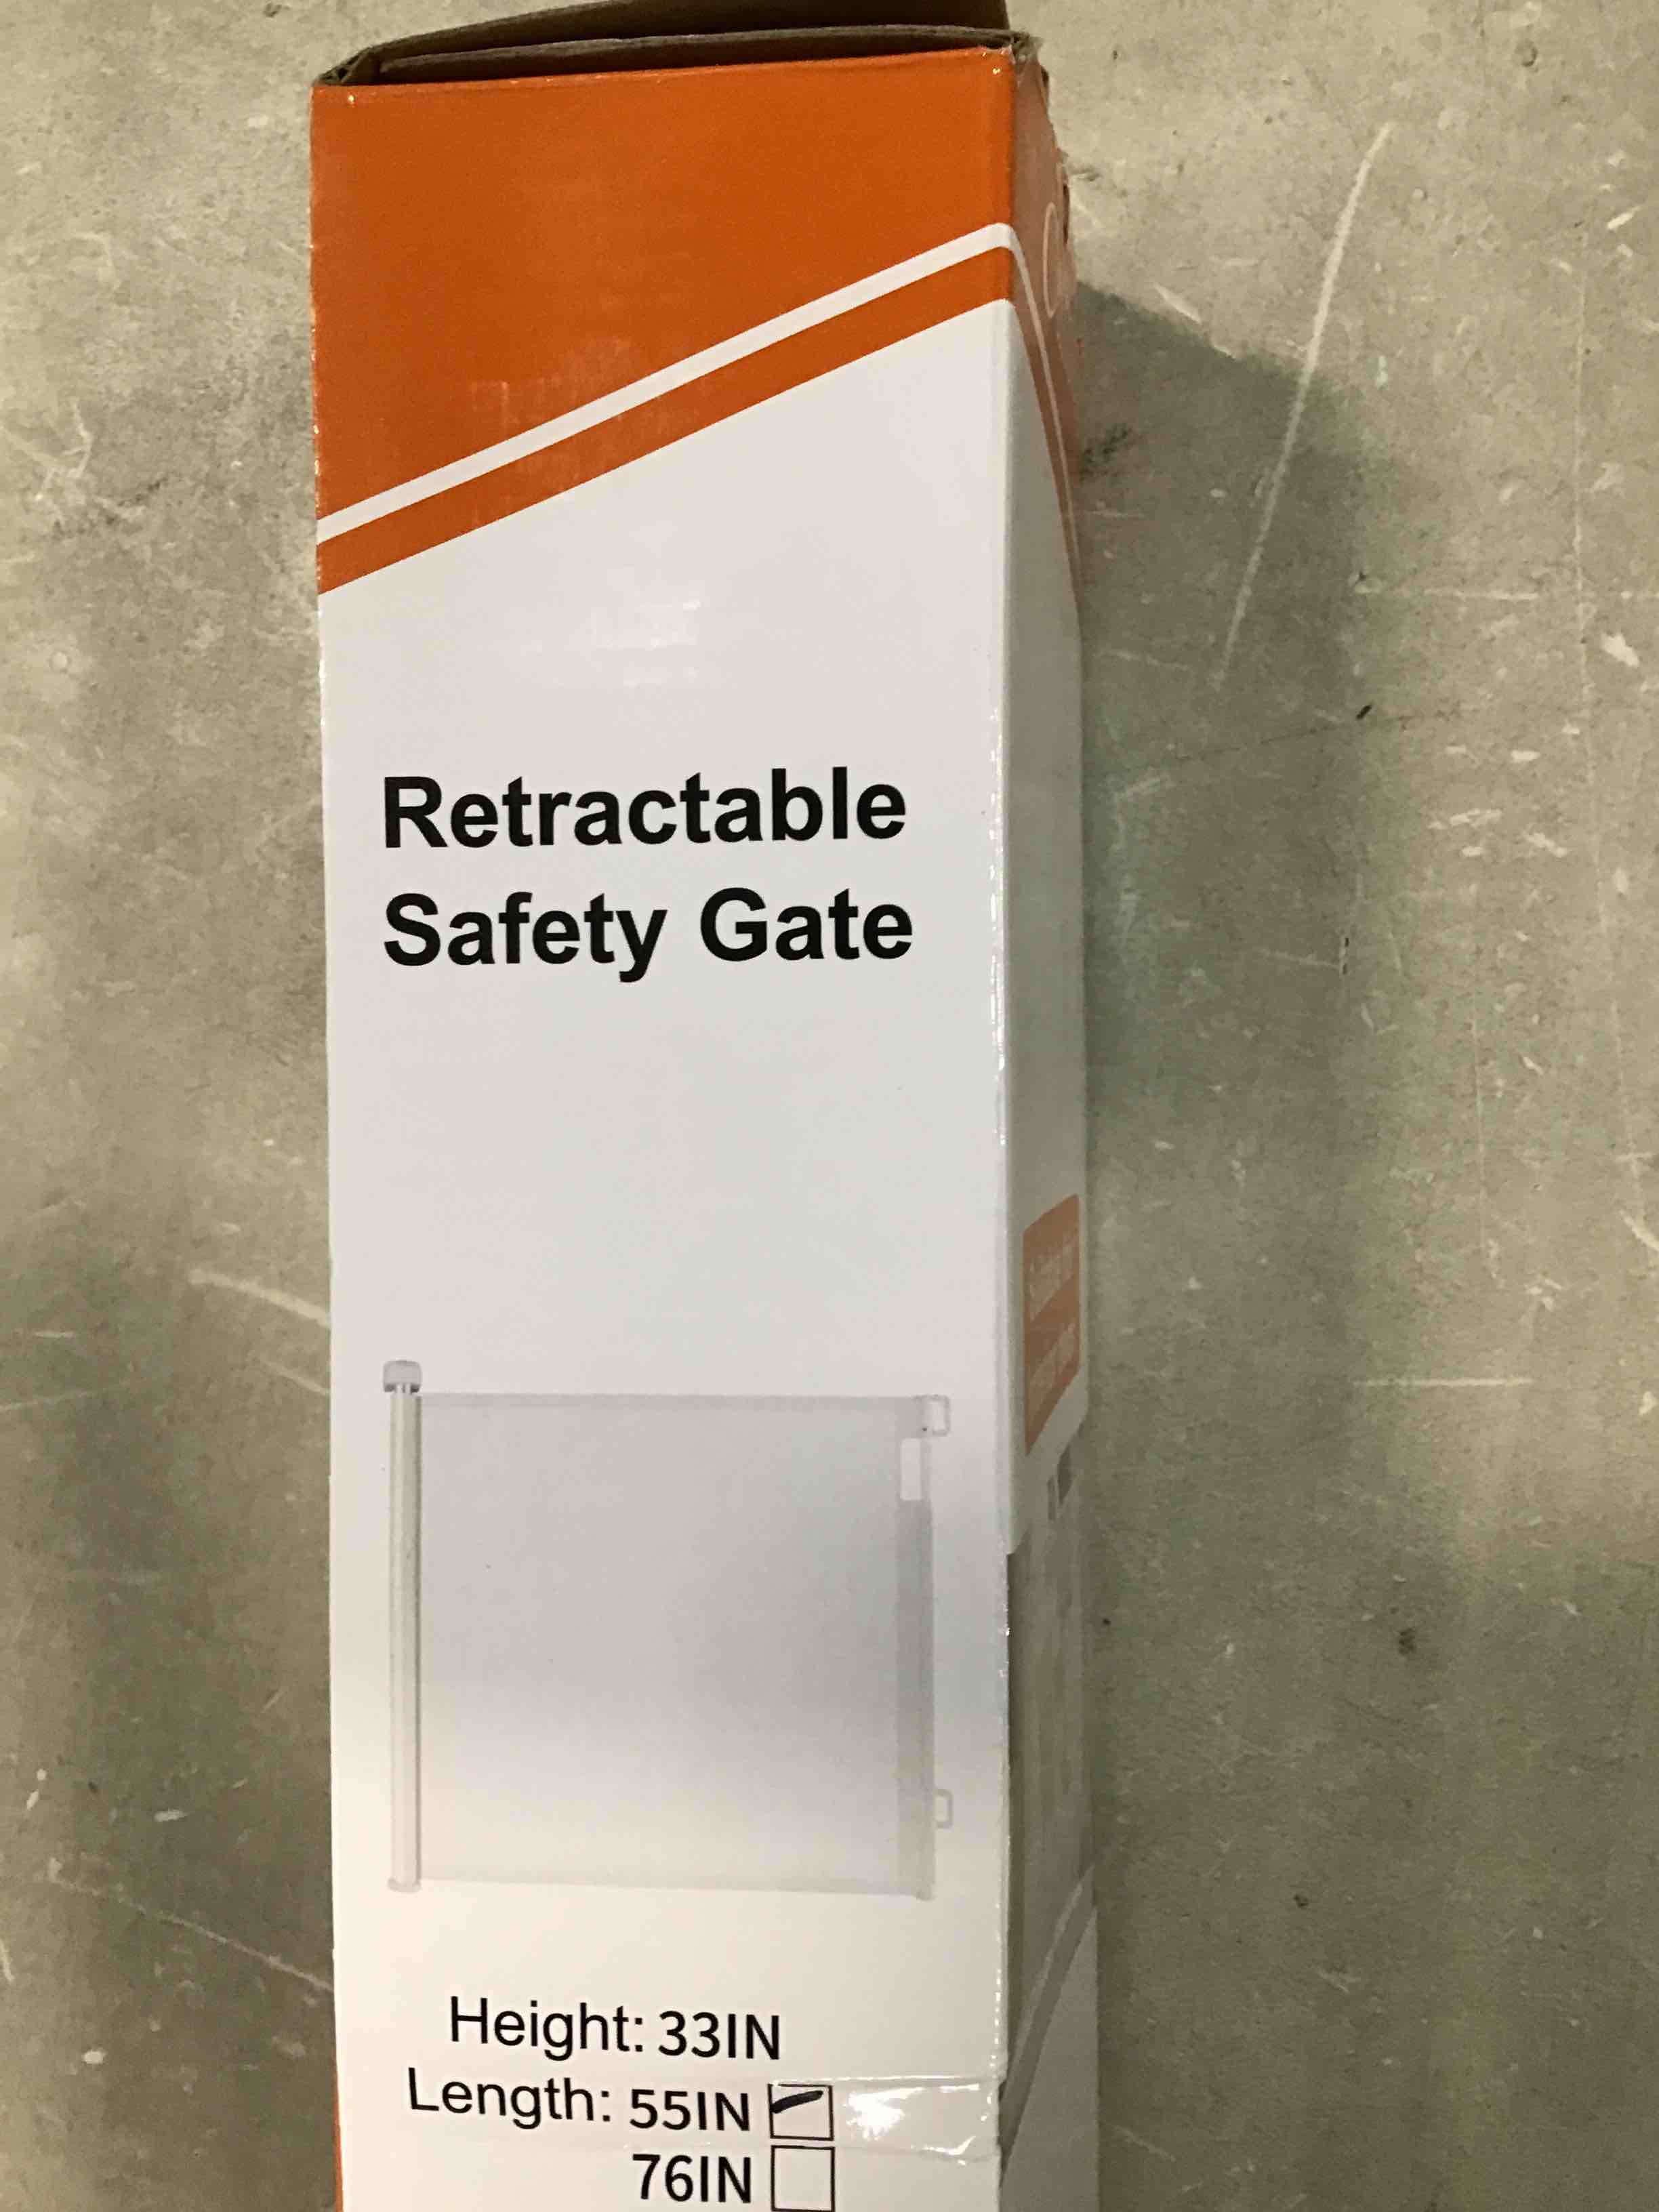 Retractable
Safety Gate
Height: 33IN
Length: 55IN
76IN